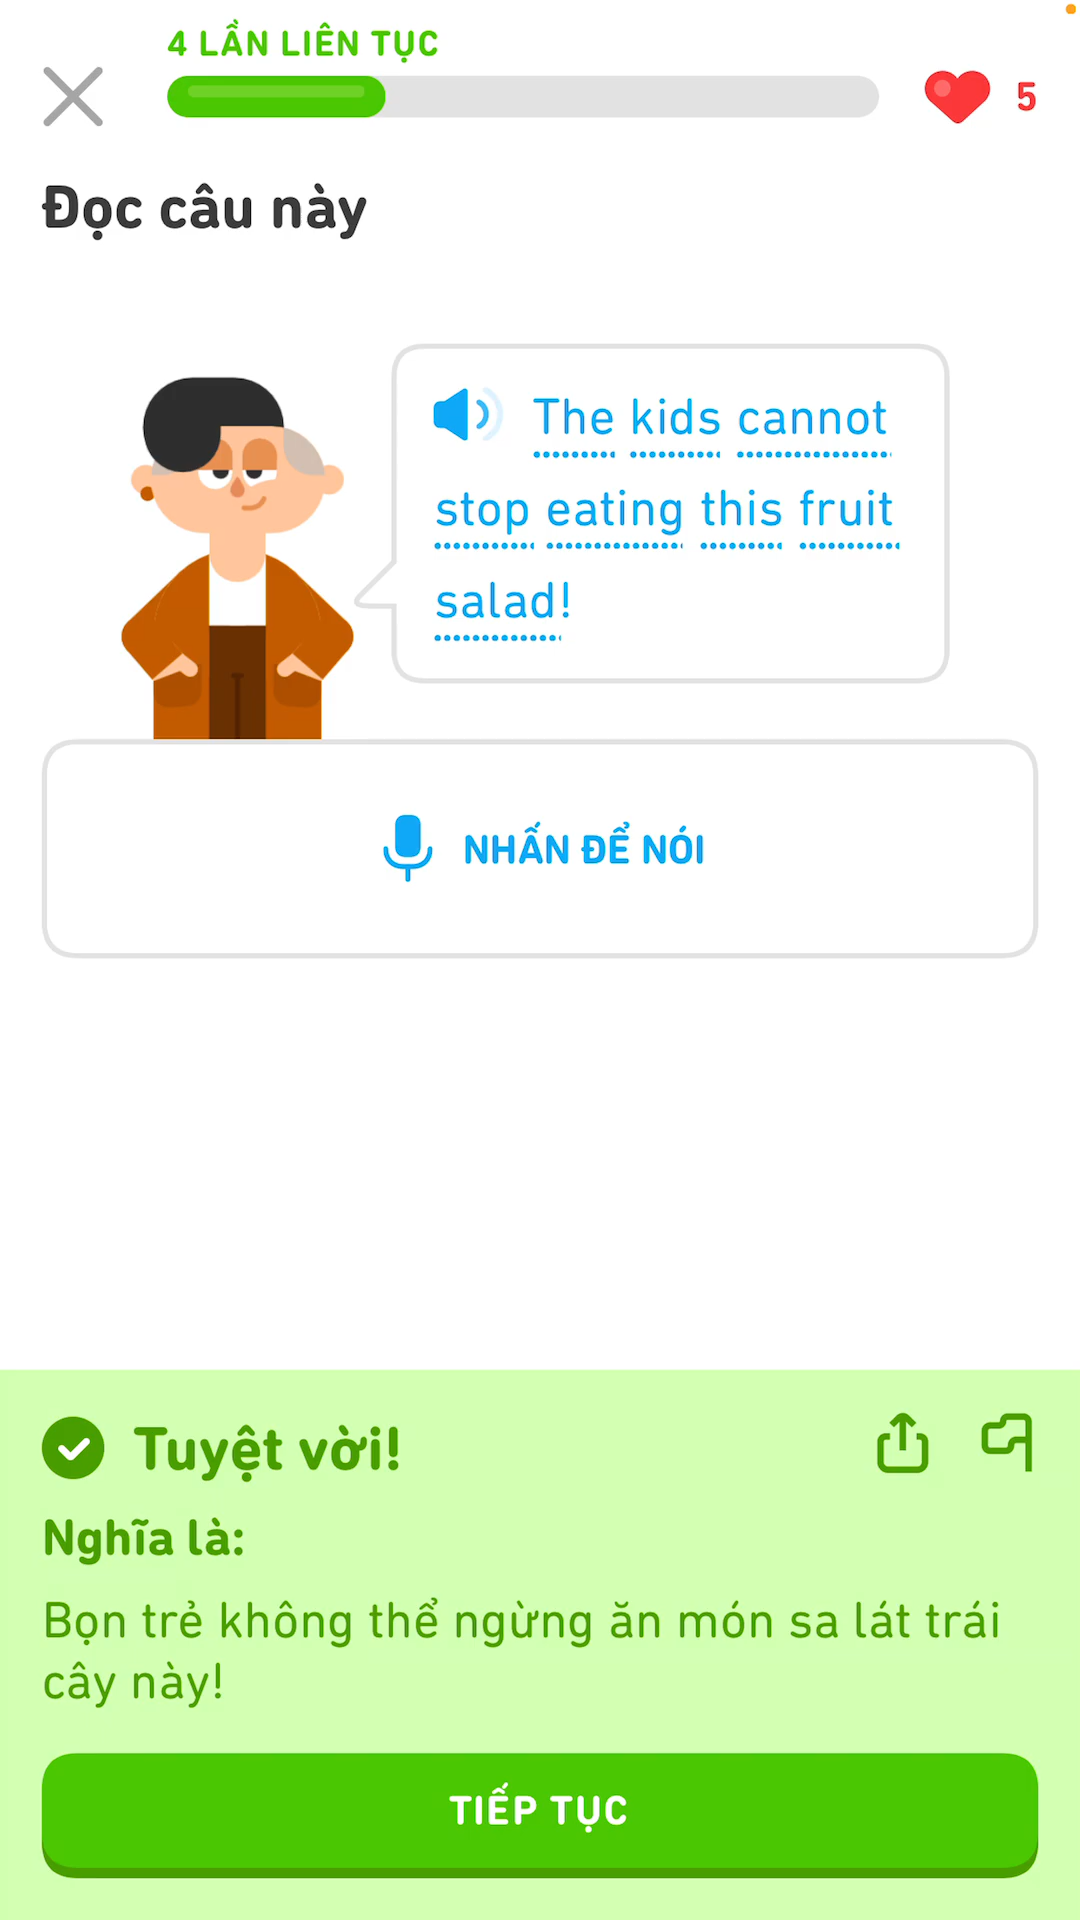 4 LẦN LIÊN TỤC
5
Đọc câu này
The kids cannot
stop eating this fruit
salad!
NHẤN ĐỂ NÓI
Tuyệt vời!
Nghĩa là:
Bọn trẻ không thể ngừng ăn món sa lát trái
cây này!
TIẾP TỤC